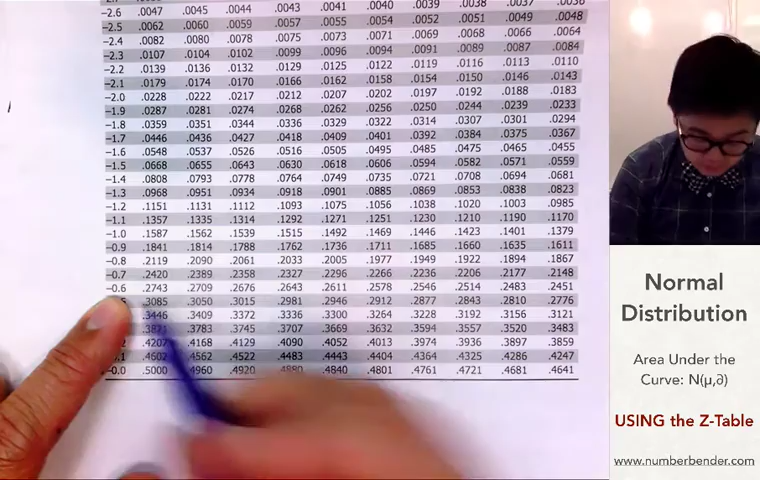 −2.6 .0047 .0045 .0044 .0043 .0041 .0040 .0039 .0038 .0037 .0036
−2.5 .0062 .0060 .0059 .0057 .0055 .0054 .0052 .0051 .0049 .0048
−2.4 .0082 .0080 .0078 .0075 .0073 .0071 .0069 .0068 .0066 .0064
−2.3 .0107 .0104 .0102 .0099 .0096 .0094 .0091 .0089 .0087 .0084
−2.2 .0139 .0136 .0132 .0129 .0125 .0122 .0119 .0116 .0113 .0110
−2.1 .0179 .0174 .0170 .0166 .0162 .0158 .0154 .0150 .0146 .0143
−2.0 .0228 .0222 .0217 .0212 .0207 .0202 .0197 .0192 .0188 .0183
−1.9 .0287 .0281 .0274 .0268 .0262 .0256 .0250 .0244 .0239 .0233
−1.8 .0359 .0351 .0344 .0336 .0329 .0322 .0314 .0307 .0301 .0294
−1.7 .0446 .0436 .0427 .0418 .0409 .0401 .0392 .0384 .0375 .0367
−1.6 .0548 .0537 .0526 .0516 .0505 .0495 .0485 .0475 .0465 .0455
−1.5 .0668 .0655 .0643 .0630 .0618 .0606 .0594 .0582 .0571 .0559
−1.4 .0808 .0793 .0778 .0764 .0749 .0735 .0721 .0708 .0694 .0681
−1.3 .0968 .0951 .0934 .0918 .0901 .0885 .0869 .0853 .0838 .0823
−1.2 .1151 .1131 .1112 .1093 .1075 .1056 .1038 .1020 .1003 .0985
−1.1 .1357 .1335 .1314 .1292 .1271 .1251 .1230 .1210 .1190 .1170
−1.0 .1587 .1562 .1539 .1515 .1492 .1469 .1446 .1423 .1401 .1379
−0.9 .1841 .1814 .1788 .1762 .1736 .1711 .1685 .1660 .1635 .1611
−0.8 .2119 .2090 .2061 .2033 .2005 .1977 .1949 .1922 .1894 .1867
−0.7 .2420 .2389 .2358 .2327 .2296 .2266 .2236 .2206 .2177 .2148
−0.6 .2743 .2709 .2676 .2643 .2611 .2578 .2546 .2514 .2483 .2451
.3085 .3050 .3015 .2981 .2946 .2912 .2877 .2843 .2810 .2776
.3446 .3409 .3372 .3336 .3300 .3264 .3228 .3192 .3156 .3121
.3783 .3745 .3707 .3669 .3632 .3594 .3557 .3520 .3483
.4207 .4168 .4129 .4090 .4052 .4013 .3974 .3936 .3897 .3859
.4602 .4562 .4522 .4483 .4443 .4404 .4364 .4325 .4286 .4247
−0.0 .5000 .4960 .4920 .4880 .4840 .4801 .4761 .4721 .4681 .4641
Normal
Distribution
Area Under the
Curve: N(μ,∂)
USING the Z-Table
www.numberbender.com